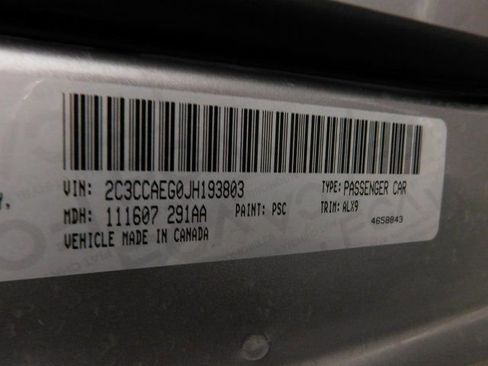 VIN: 2C3CCAEG0JH193803 TYPE: PASSENGER CAR
MDH: 111607 291AA PAINT: PSC TRIM: ALX9
4658843
VEHICLE MADE IN CANADA